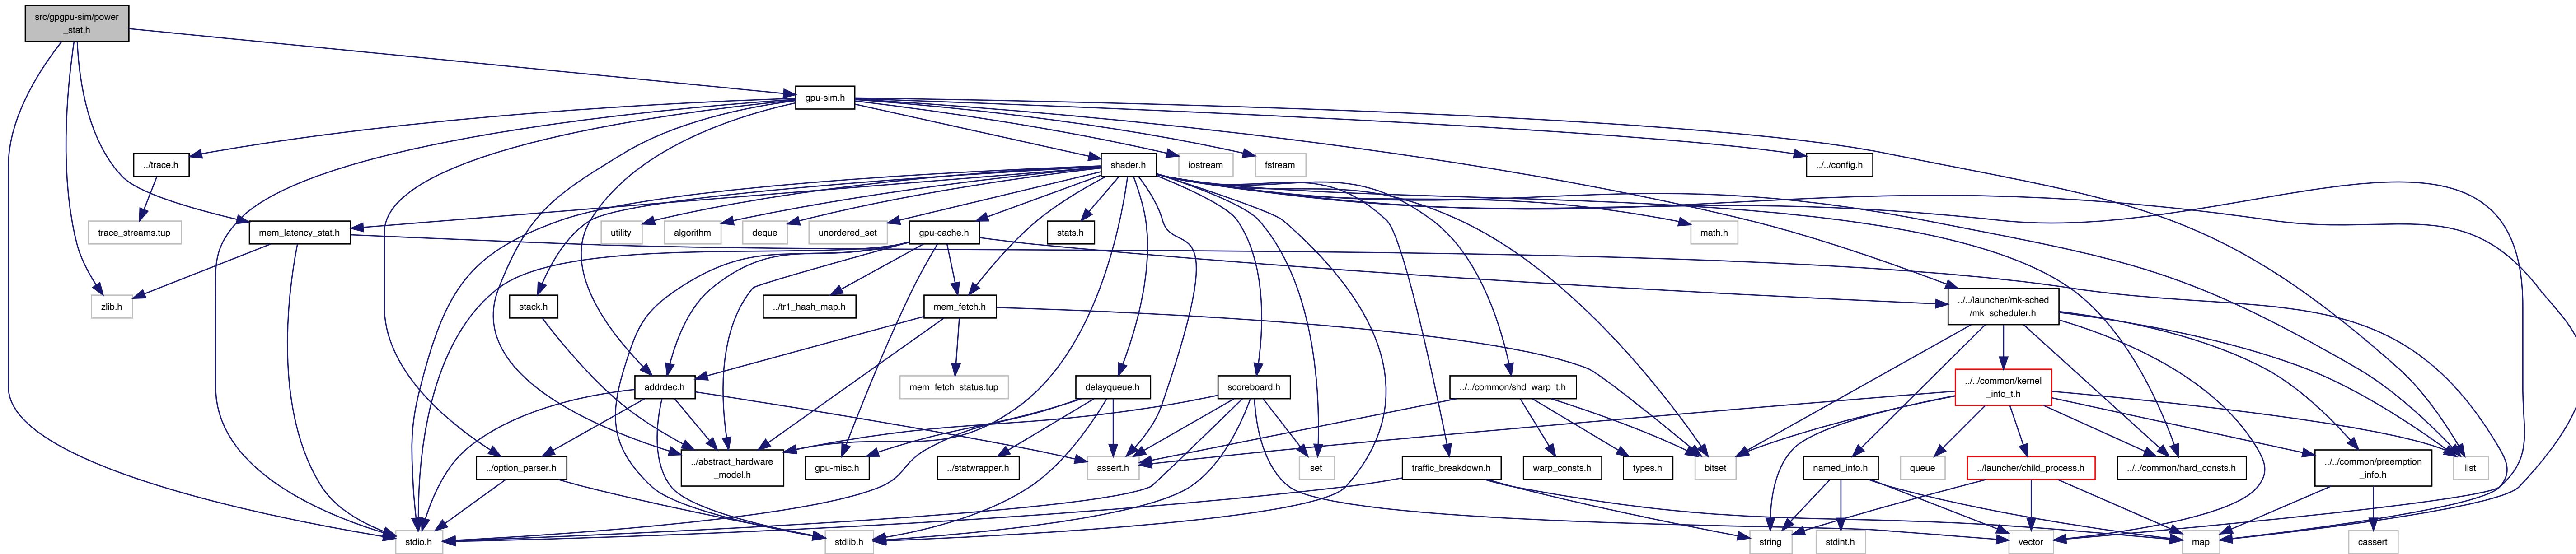 src/gpgpu-sim/power
_stat.h
gpu-sim.h
../trace.h
shader.h
iostream
fstream
../../config.h
trace_streams.tup
mem_latency_stat.h
utility
algorithm
deque
unordered_set
gpu-cache.h
stats.h
math.h
zlib.h
stack.h
../tr1_hash_map.h
mem_fetch.h
../../launcher/mk-sched
/mk_scheduler.h
addrdec.h
mem_fetch_status.tup
delayqueue.h
scoreboard.h
../../common/shd_warp_t.h
../../common/kernel
_info_t.h
../option_parser.h
../abstract_hardware
_model.h
gpu-misc.h
../statwrapper.h
assert.h
set
traffic_breakdown.h
warp_consts.h
types.h
bitset
named_info.h
queue
../launcher/child_process.h
../../common/hard_consts.h
../../common/preemption
_info.h
list
stdio.h
stdlib.h
string
stdint.h
vector
map
cassert